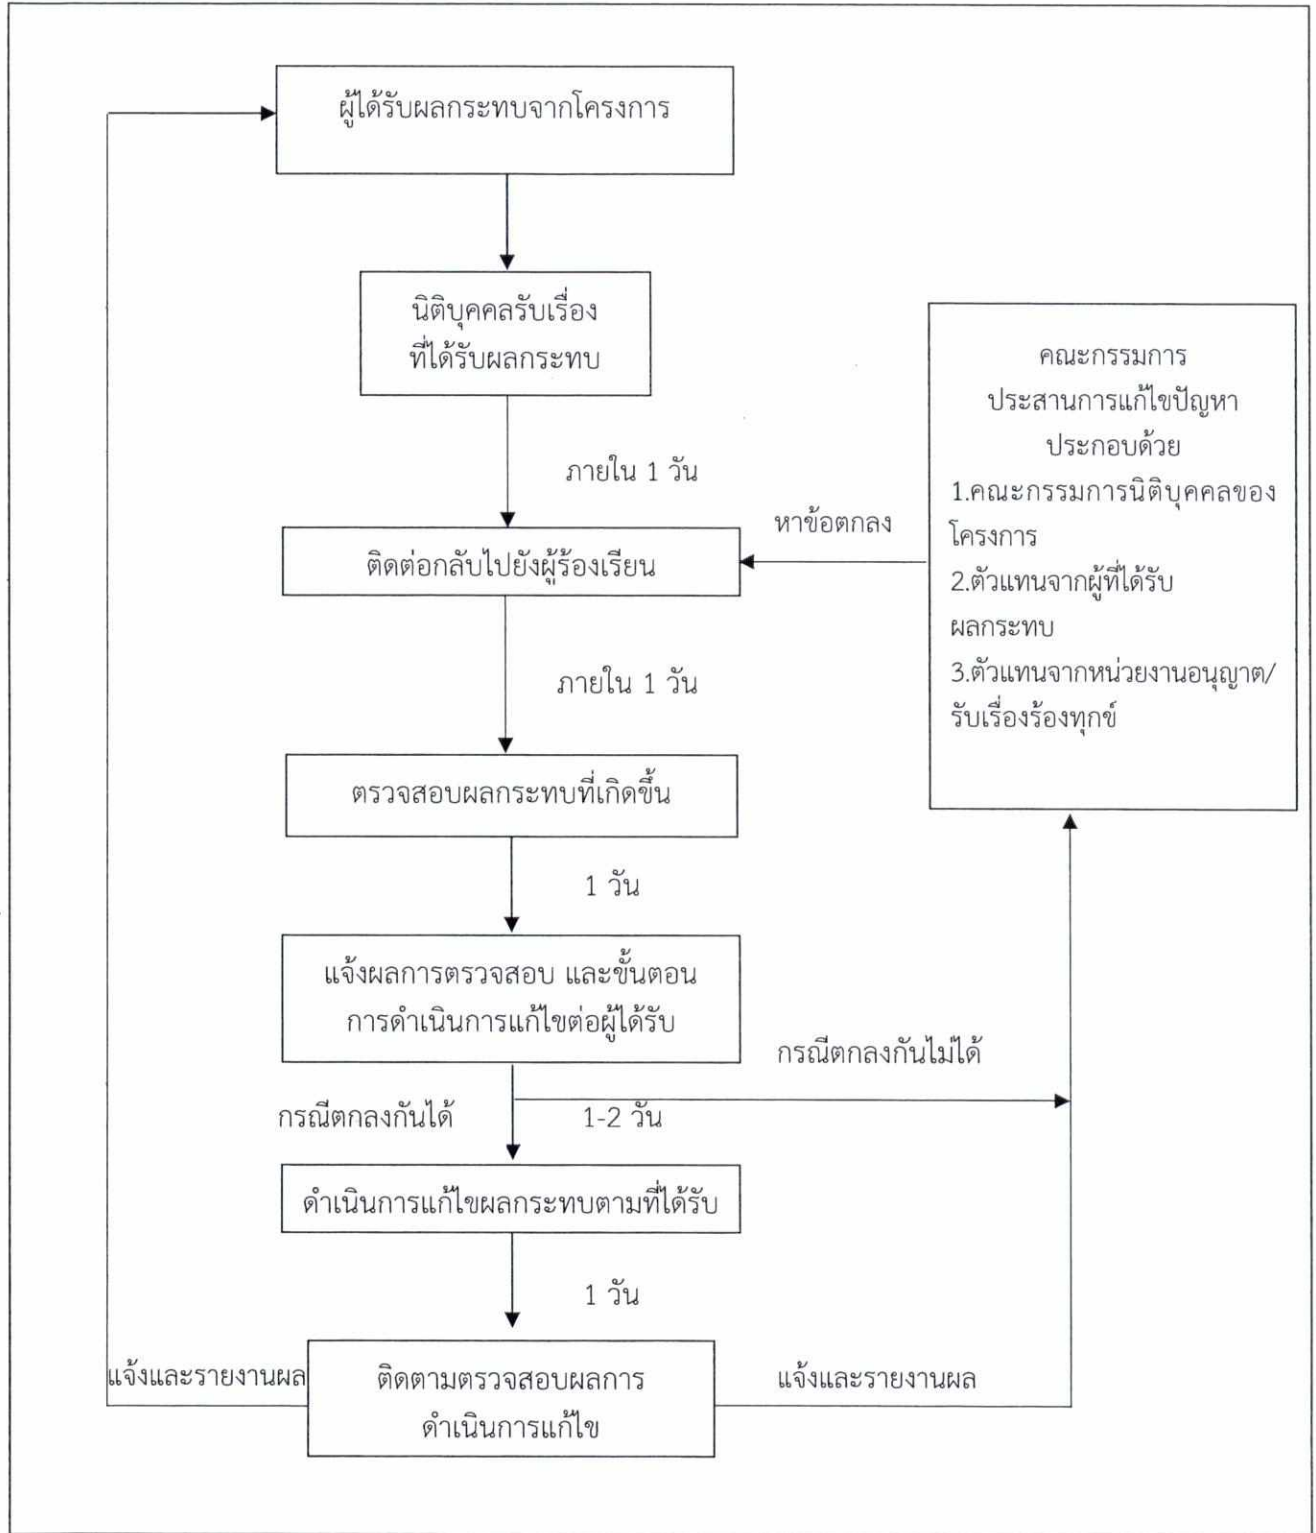 ผู้ได้รับผลกระทบจากโครงการ
นิติบุคคลรับเรื่อง
ที่ได้รับผลกระทบ
ภายใน 1 วัน
ติดต่อกลับไปยังผู้ร้องเรียน
หาข้อตกลง
คณะกรรมการ
ประสานการแก้ไขปัญหา
ประกอบด้วย
1.คณะกรรมการนิติบุคคลของ
โครงการ
2.ตัวแทนจากผู้ที่ได้รับ
ผลกระทบ
3.ตัวแทนจากหน่วยงานอนุญาต/
รับเรื่องร้องทุกข์
ภายใน 1 วัน
ตรวจสอบผลกระทบที่เกิดขึ้น
1 วัน
แจ้งผลการตรวจสอบ และขั้นตอน
การดำเนินการแก้ไขต่อผู้ได้รับ
กรณีตกลงกันไม่ได้
กรณีตกลงกันได้
1-2 วัน
ดำเนินการแก้ไขผลกระทบตามที่ได้รับ
1 วัน
แจ้งและรายงานผล
ติดตามตรวจสอบผลการ
ดำเนินการแก้ไข
แจ้งและรายงานผล